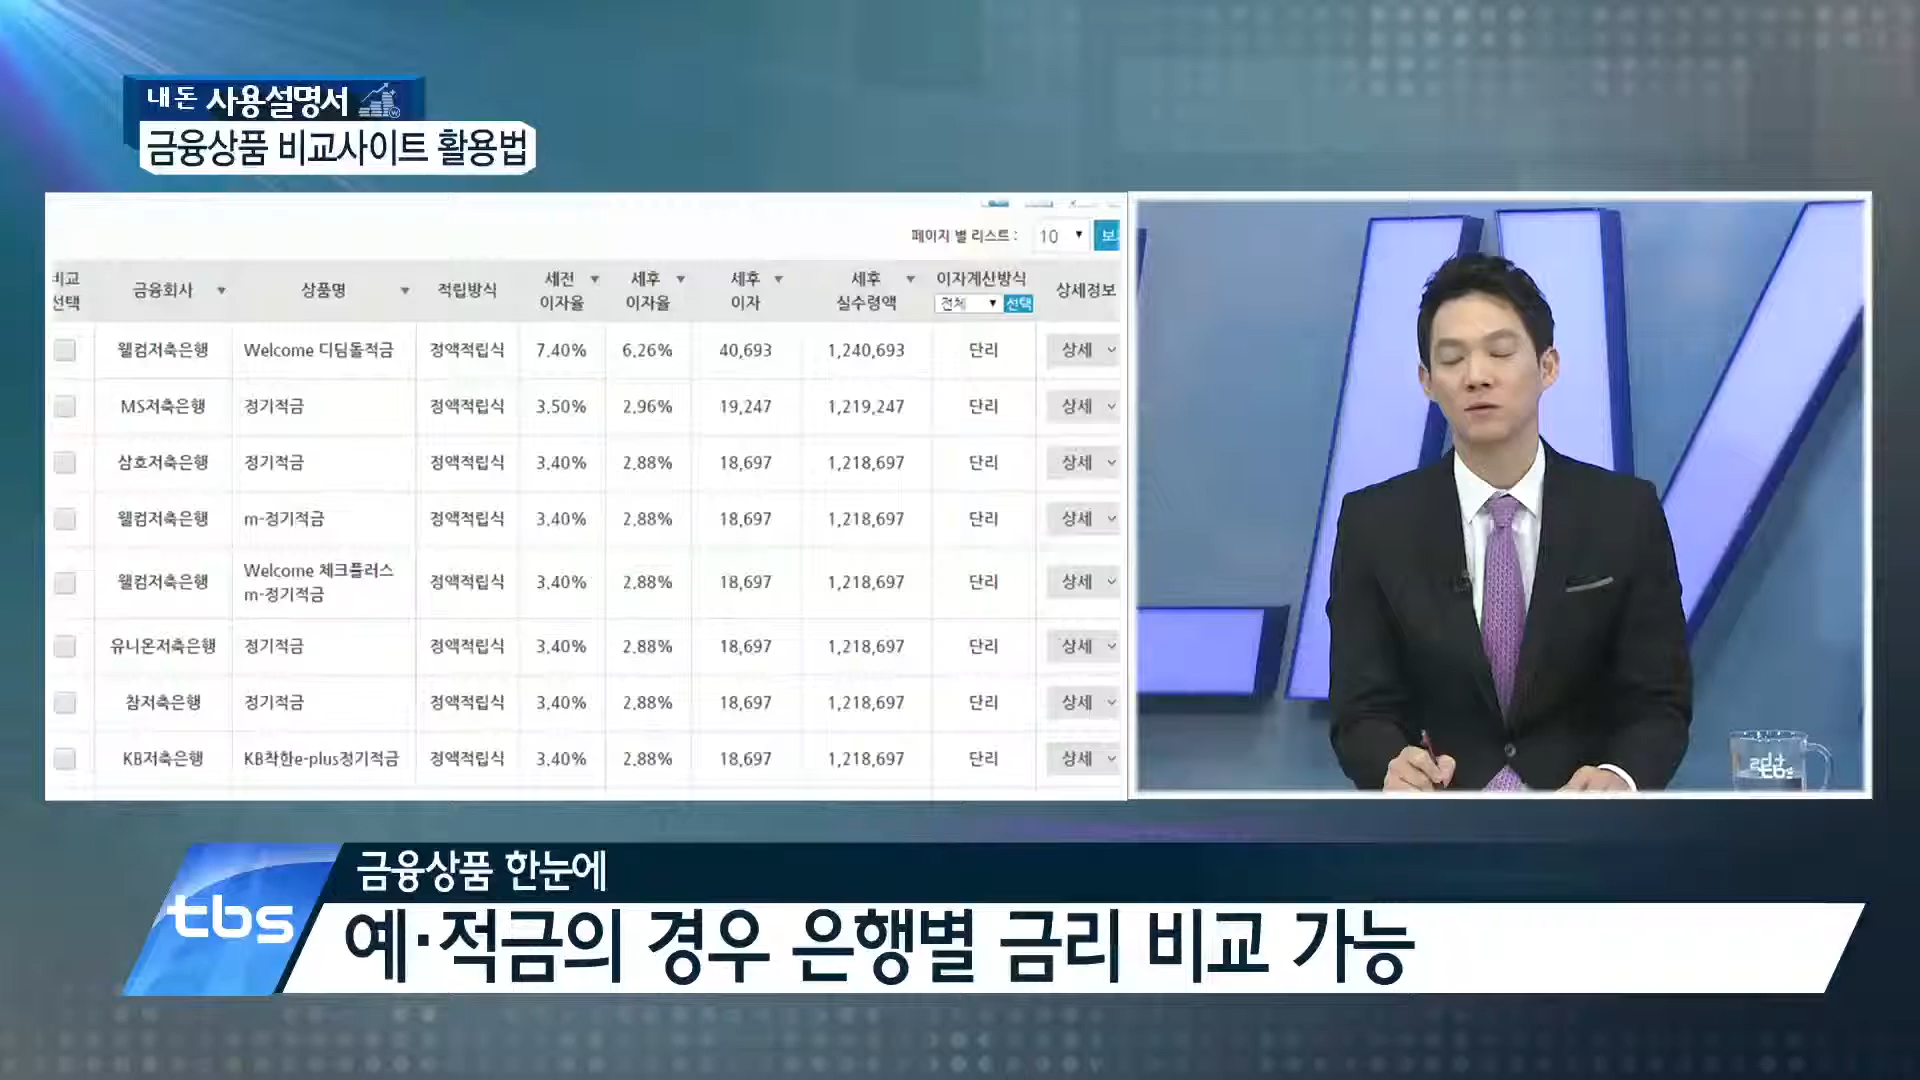 내 돈 사용설명서
금융상품 비교사이트 활용법
페이지 별 리스트 : 10
비교 선택 금융회사 상품명 적립방식 세전 이자율 세후 이자율 세후 이자 세후 실수령액 이자계산방식 전체 선택 상세정보
웰컴저축은행 Welcome 디딤돌적금 정액적립식 7.40% 6.26% 40,693 1,240,693 단리 상세
MS저축은행 정기적금 정액적립식 3.50% 2.96% 19,247 1,219,247 단리 상세
삼호저축은행 정기적금 정액적립식 3.40% 2.88% 18,697 1,218,697 단리 상세
웰컴저축은행 m-정기적금 정액적립식 3.40% 2.88% 18,697 1,218,697 단리 상세
웰컴저축은행 Welcome 체크플러스 m-정기적금 정액적립식 3.40% 2.88% 18,697 1,218,697 단리 상세
유니온저축은행 정기적금 정액적립식 3.40% 2.88% 18,697 1,218,697 단리 상세
참저축은행 정기적금 정액적립식 3.40% 2.88% 18,697 1,218,697 단리 상세
KB저축은행 KB착한e-plus정기적금 정액적립식 3.40% 2.88% 18,697 1,218,697 단리 상세
tbs
금융상품 한눈에
예·적금의 경우 은행별 금리 비교 가능